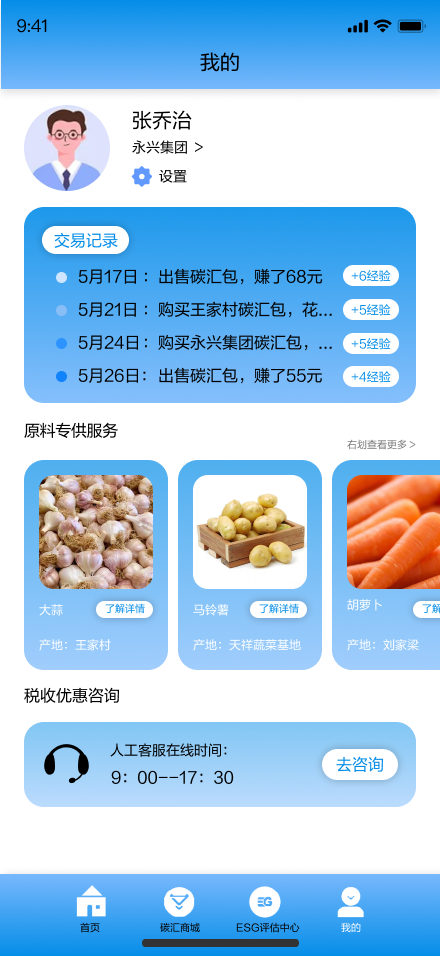 9:41
我的
张乔治
永兴集团 >
设置
交易记录
5月17日：出售碳汇包，赚了68元 +6经验
5月21日：购买王家村碳汇包，花... +5经验
5月24日：购买永兴集团碳汇包，... +5经验
5月26日：出售碳汇包，赚了55元 +4经验
原料专供服务
右划查看更多 >
大蒜 了解详情 马铃薯 了解详情 胡萝卜 了解
产地：王家村 产地：天祥蔬菜基地 产地：刘家梁
税收优惠咨询
人工客服在线时间：
9：00--17：30
去咨询
首页 碳汇商城 ESG评估中心 我的